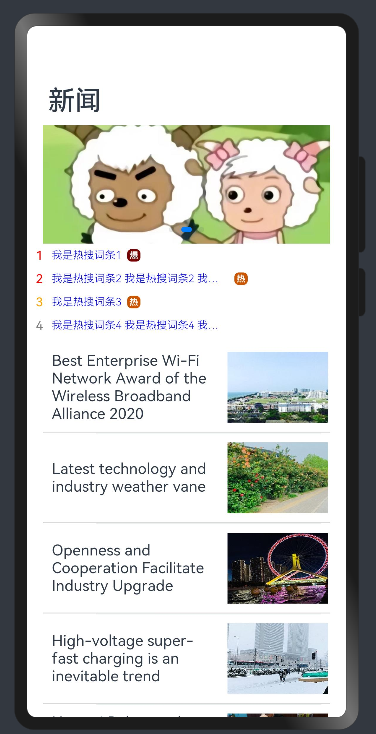 新闻
1 我是热搜词条1 爆
2 我是热搜词条2 我是热搜词条2 我... 热
3 我是热搜词条3 热
4 我是热搜词条4 我是热搜词条4 我...
Best Enterprise Wi-Fi
Network Award of the
Wireless Broadband
Alliance 2020
Latest technology and
industry weather vane
Openness and
Cooperation Facilitate
Industry Upgrade
High-voltage super-
fast charging is an
inevitable trend